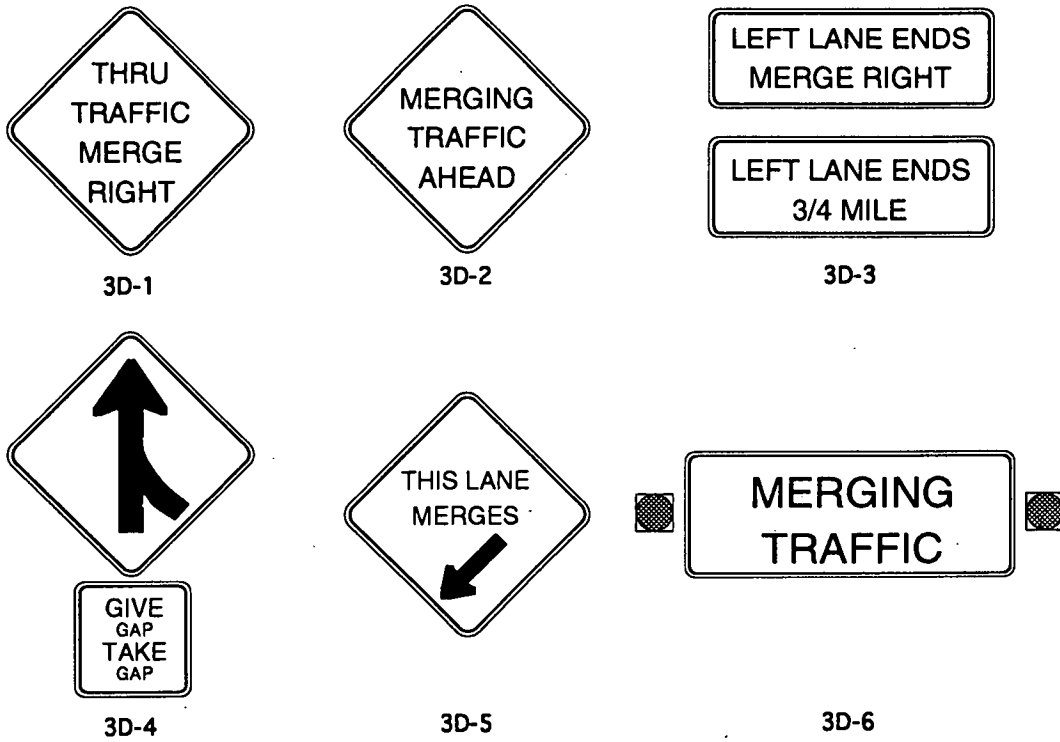 THRU
TRAFFIC
MERGE
RIGHT
3D-1
MERGING
TRAFFIC
AHEAD
3D-2
LEFT LANE ENDS
MERGE RIGHT
LEFT LANE ENDS
3/4 MILE
3D-3
GIVE
GAP
TAKE
GAP
3D-4
THIS LANE
MERGES
3D-5
MERGING
TRAFFIC
3D-6